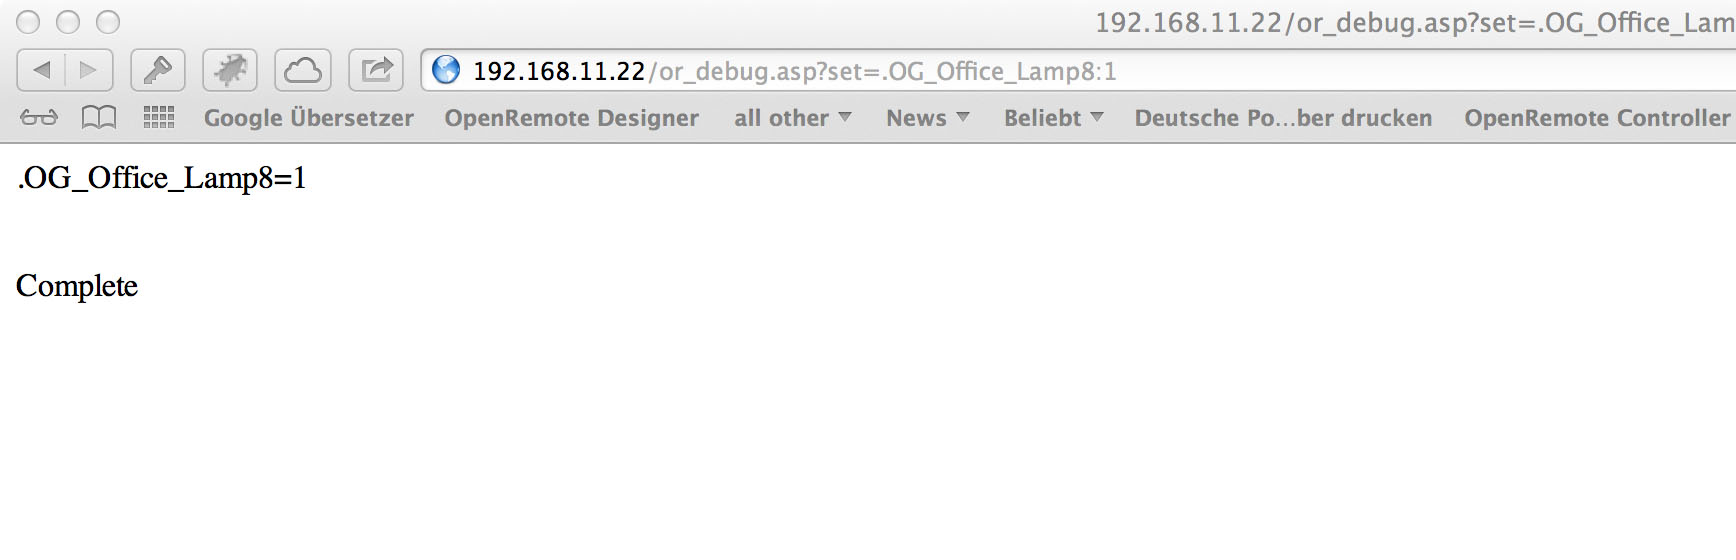 192.168.11.22/or_debug.asp?set=.OG_Office_Lam
192.168.11.22/or_debug.asp?set=.OG_Office_Lamp8:1
Google Übersetzer OpenRemote Designer all other News Beliebt Deutsche Po...ber drucken OpenRemote Controller
.OG_Office_Lamp8=1
Complete